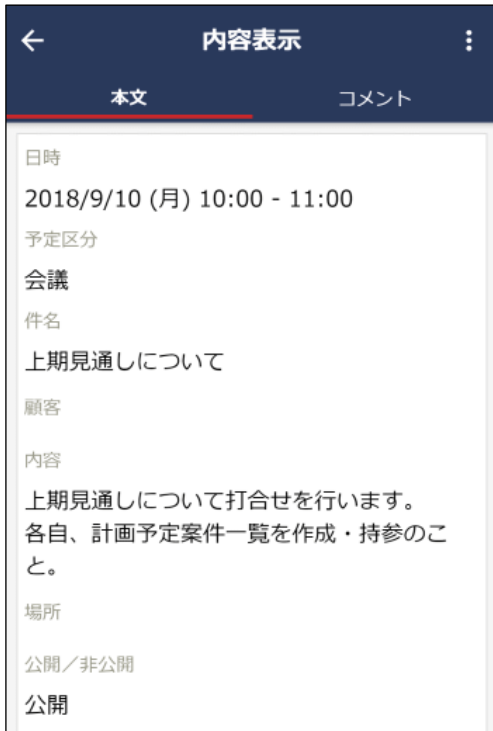 内容表示
本文 コメント
日時
2018/9/10 (月) 10:00 - 11:00
予定区分
会議
件名
上期見通しについて
顧客
内容
上期見通しについて打合せを行います。
各自、計画予定案件一覧を作成・持参のこ
と。
場所
公開／非公開
公開